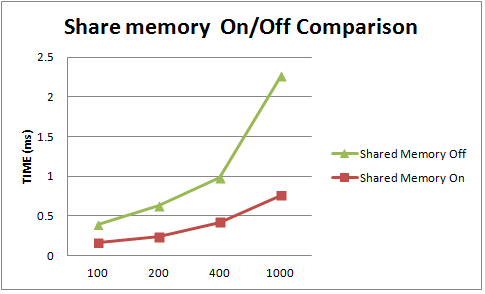 Share memory On/Off Comparison
2.5
2
1.5
1
0.5
0
TIME (ms)
100 200 400 1000
Shared Memory Off
Shared Memory On